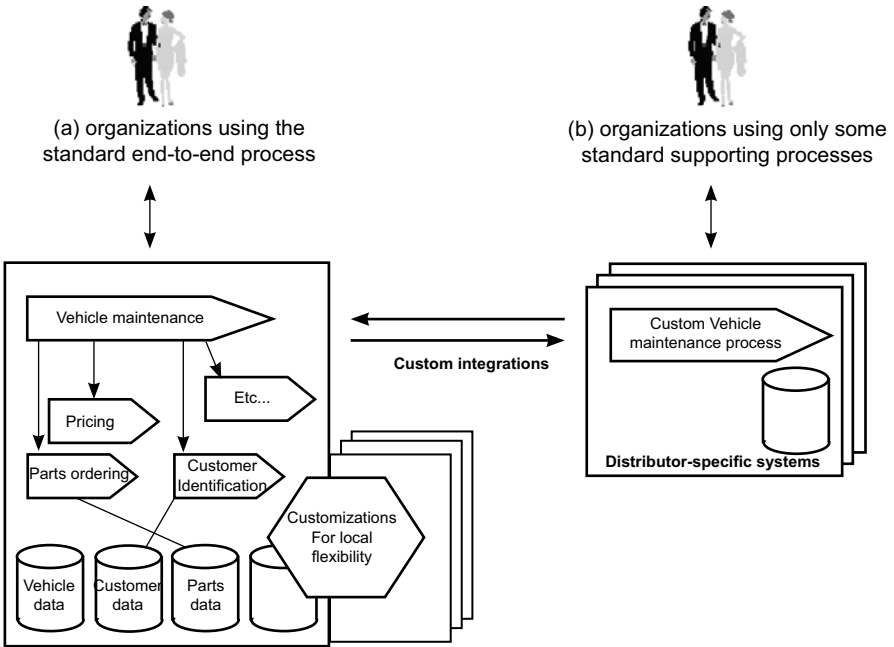 (a) organizations using the
standard end-to-end process
(b) organizations using only some
standard supporting processes
Vehicle maintenance
Etc...
Pricing
Parts ordering
Customer
Identification
Customizations
For local
flexibility
Vehicle
data
Customer
data
Parts
data
Custom integrations
Custom Vehicle
maintenance process
Distributor-specific systems